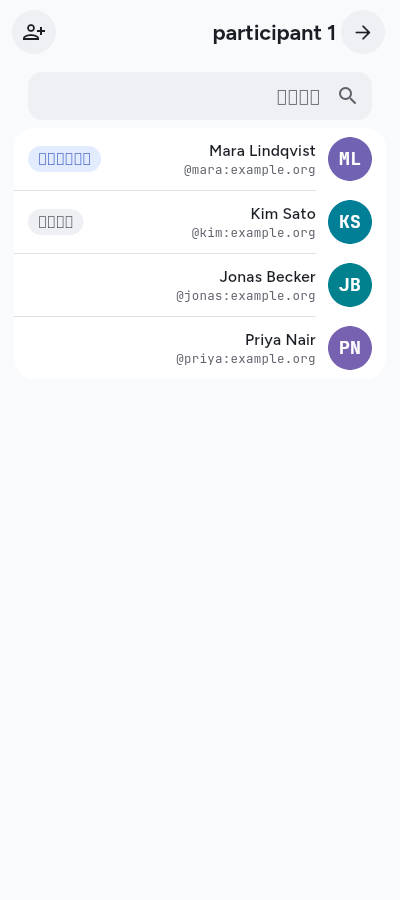 participant 1
ML
Mara Lindqvist
@mara:example.org
KS
Kim Sato
@kim:example.org
JB
Jonas Becker
@jonas:example.org
PN
Priya Nair
@priya:example.org